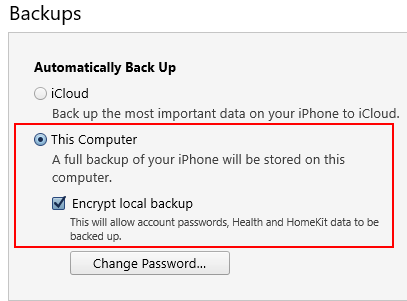 Backups
Automatically Back Up
iCloud
Back up the most important data on your iPhone to iCloud.
This Computer
A full backup of your iPhone will be stored on this
computer.
Encrypt local backup
This will allow account passwords, Health and HomeKit data to be
backed up.
Change Password...